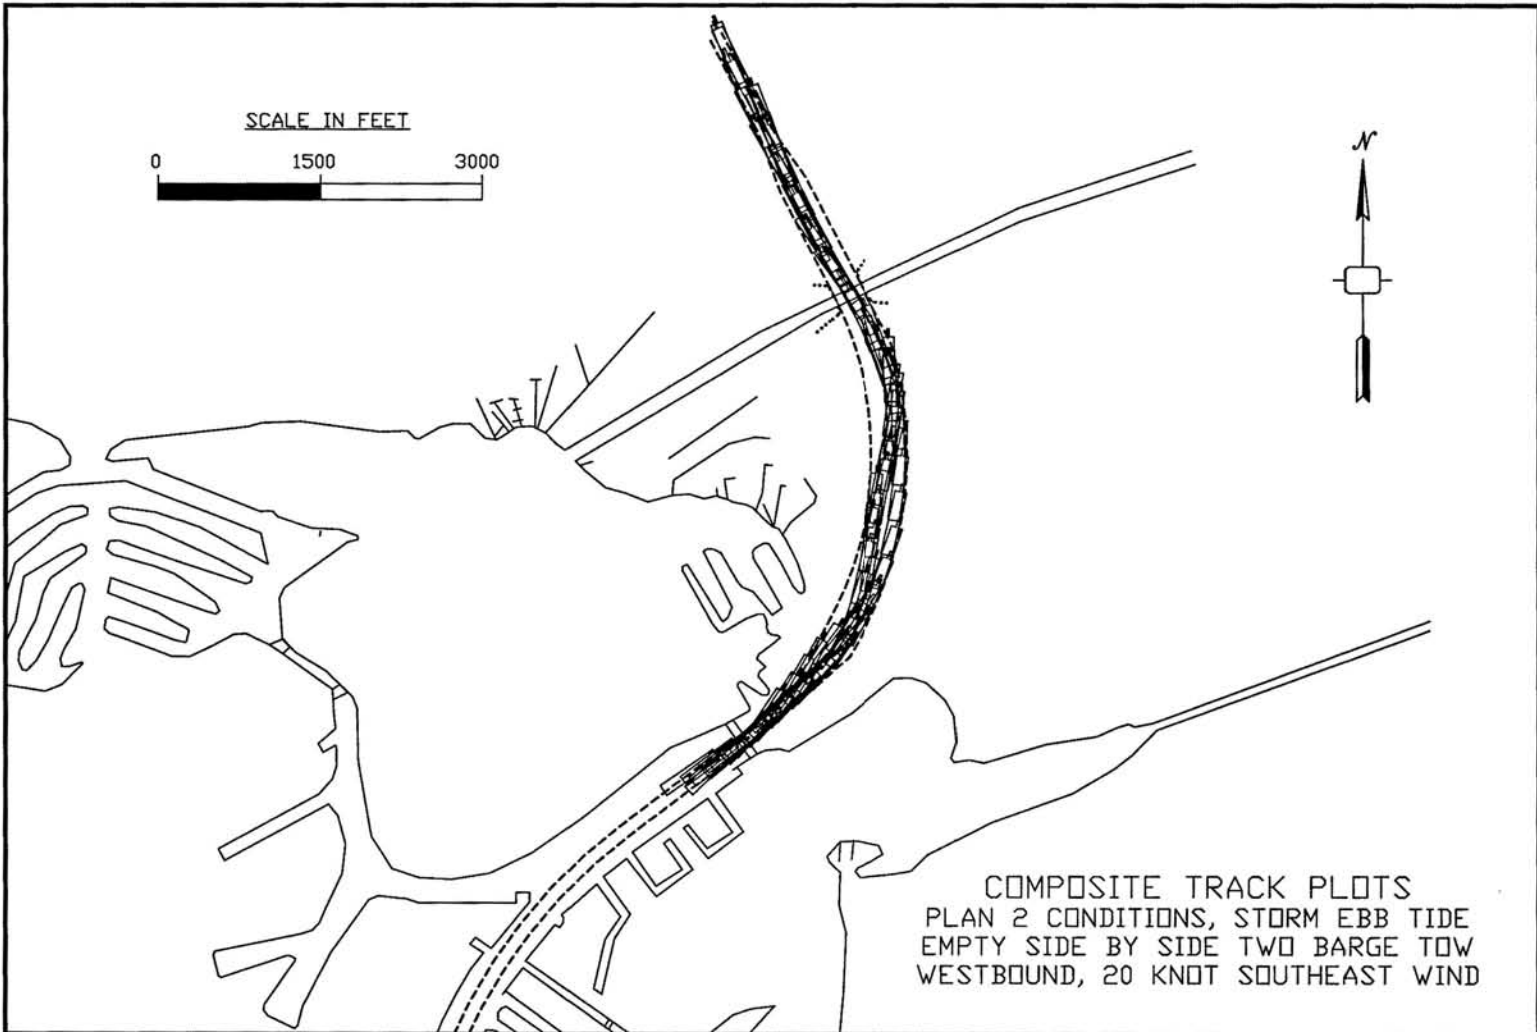 SCALE IN FEET
0 1500 3000
N
COMPOSITE TRACK PLOTS
PLAN 2 CONDITIONS, STORM EBB TIDE
EMPTY SIDE BY SIDE TWO BARGE TOW
WESTBOUND, 20 KNOT SOUTHEAST WIND